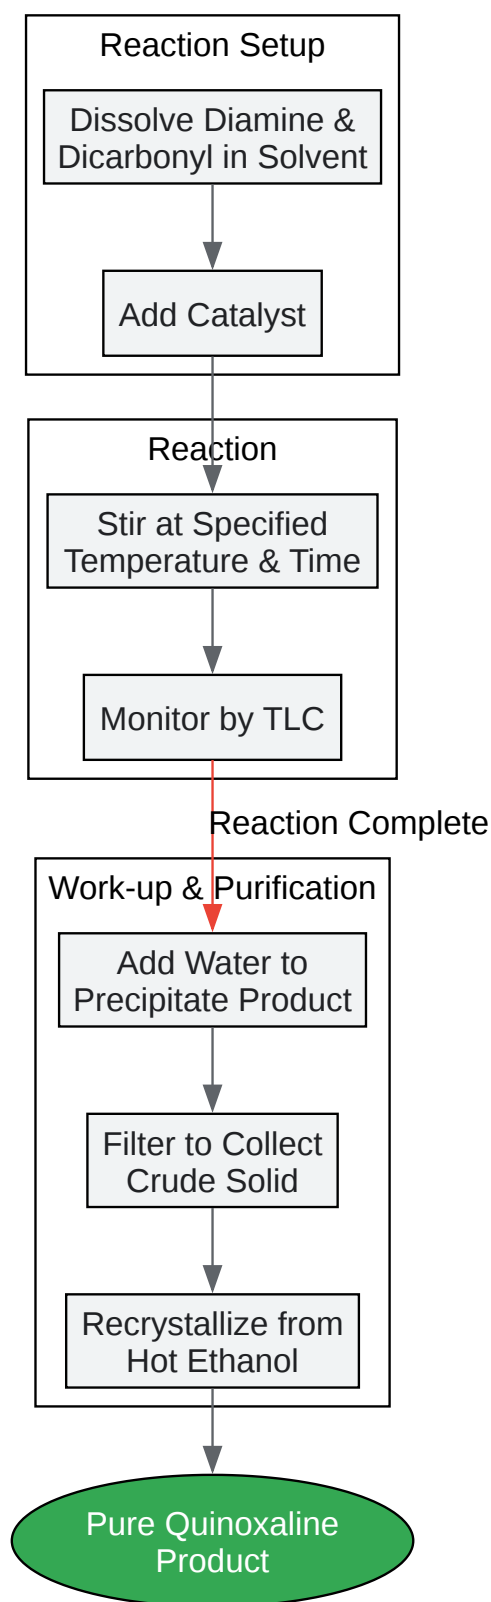 Reaction Setup
Dissolve Diamine &
Dicarbonyl in Solvent
Add Catalyst
Reaction
Stir at Specified
Temperature & Time
Monitor by TLC
Reaction Complete
Work-up & Purification
Add Water to
Precipitate Product
Filter to Collect
Crude Solid
Recrystallize from
Hot Ethanol
Pure Quinoxaline
Product